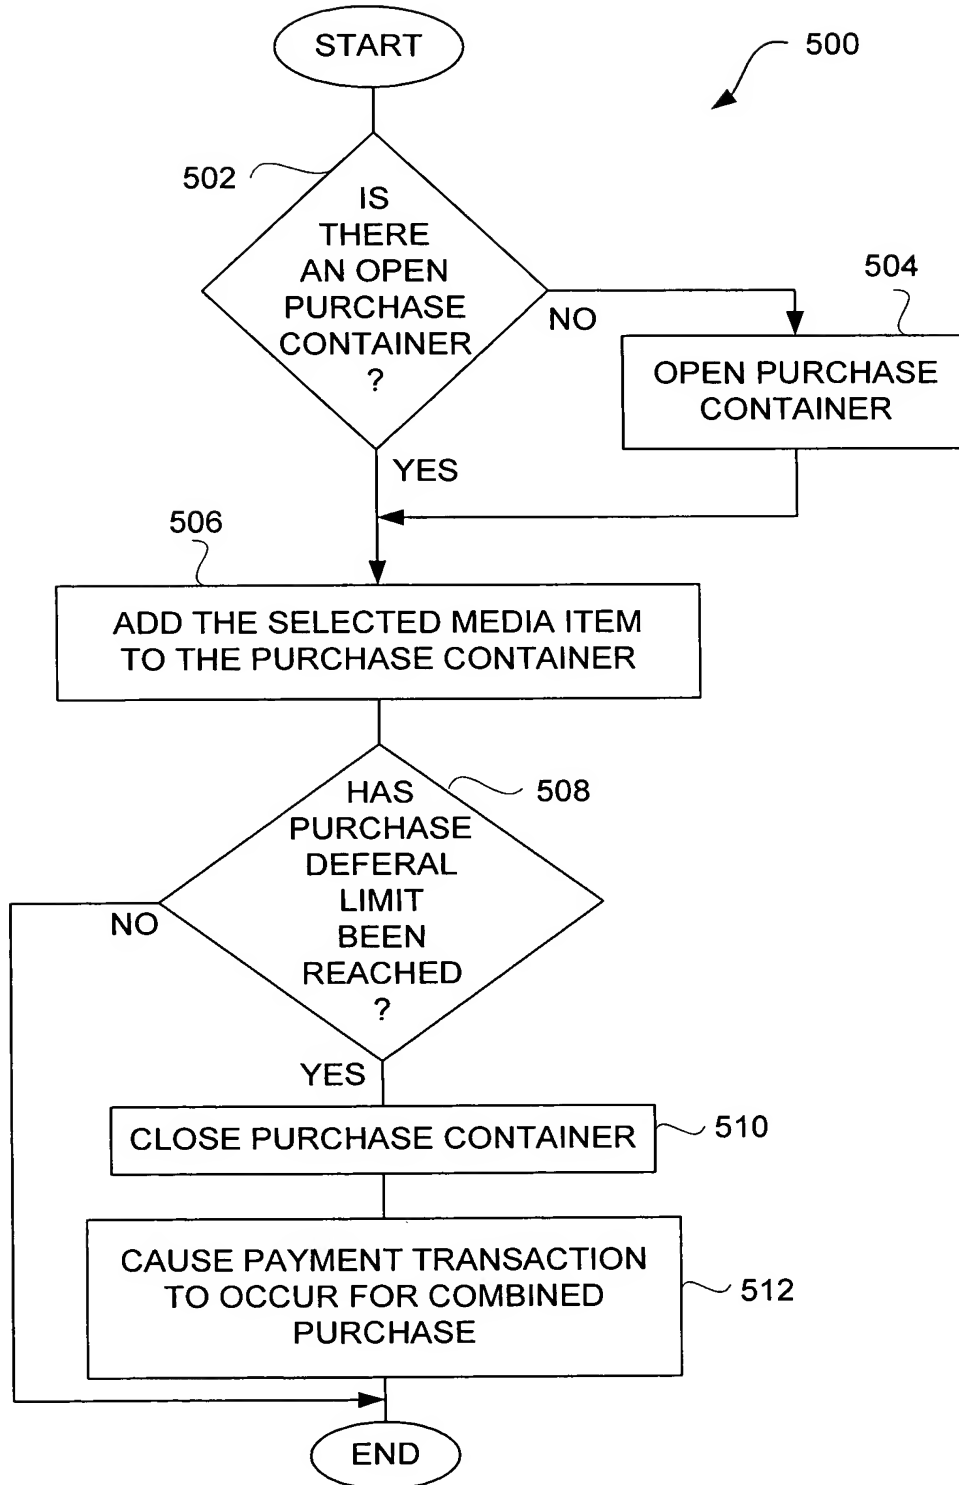 START
500
502
IS
THERE
AN OPEN
PURCHASE
CONTAINER
?
NO
504
OPEN PURCHASE
CONTAINER
YES
506
ADD THE SELECTED MEDIA ITEM
TO THE PURCHASE CONTAINER
508
HAS
PURCHASE
DEFERAL
LIMIT
BEEN
REACHED
?
NO
YES
CLOSE PURCHASE CONTAINER
510
CAUSE PAYMENT TRANSACTION
TO OCCUR FOR COMBINED
PURCHASE
512
END